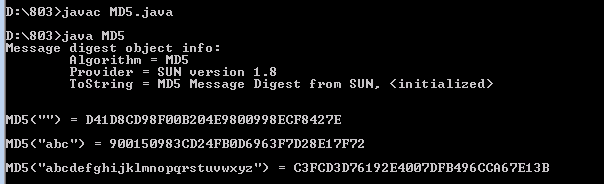 D:\803>javac MD5.java
D:\803>java MD5
Message digest object info:
Algorithm = MD5
Provider = SUN version 1.8
ToString = MD5 Message Digest from SUN, <initialized>
MD5("") = D41D8CD98F00B204E9800998ECF8427E
MD5("abc") = 900150983CD24FB0D6963F7D28E17F72
MD5("abcdefghijklmnopqrstuvwxyz") = C3FCD3D76192E4007DFB496CCA67E13B